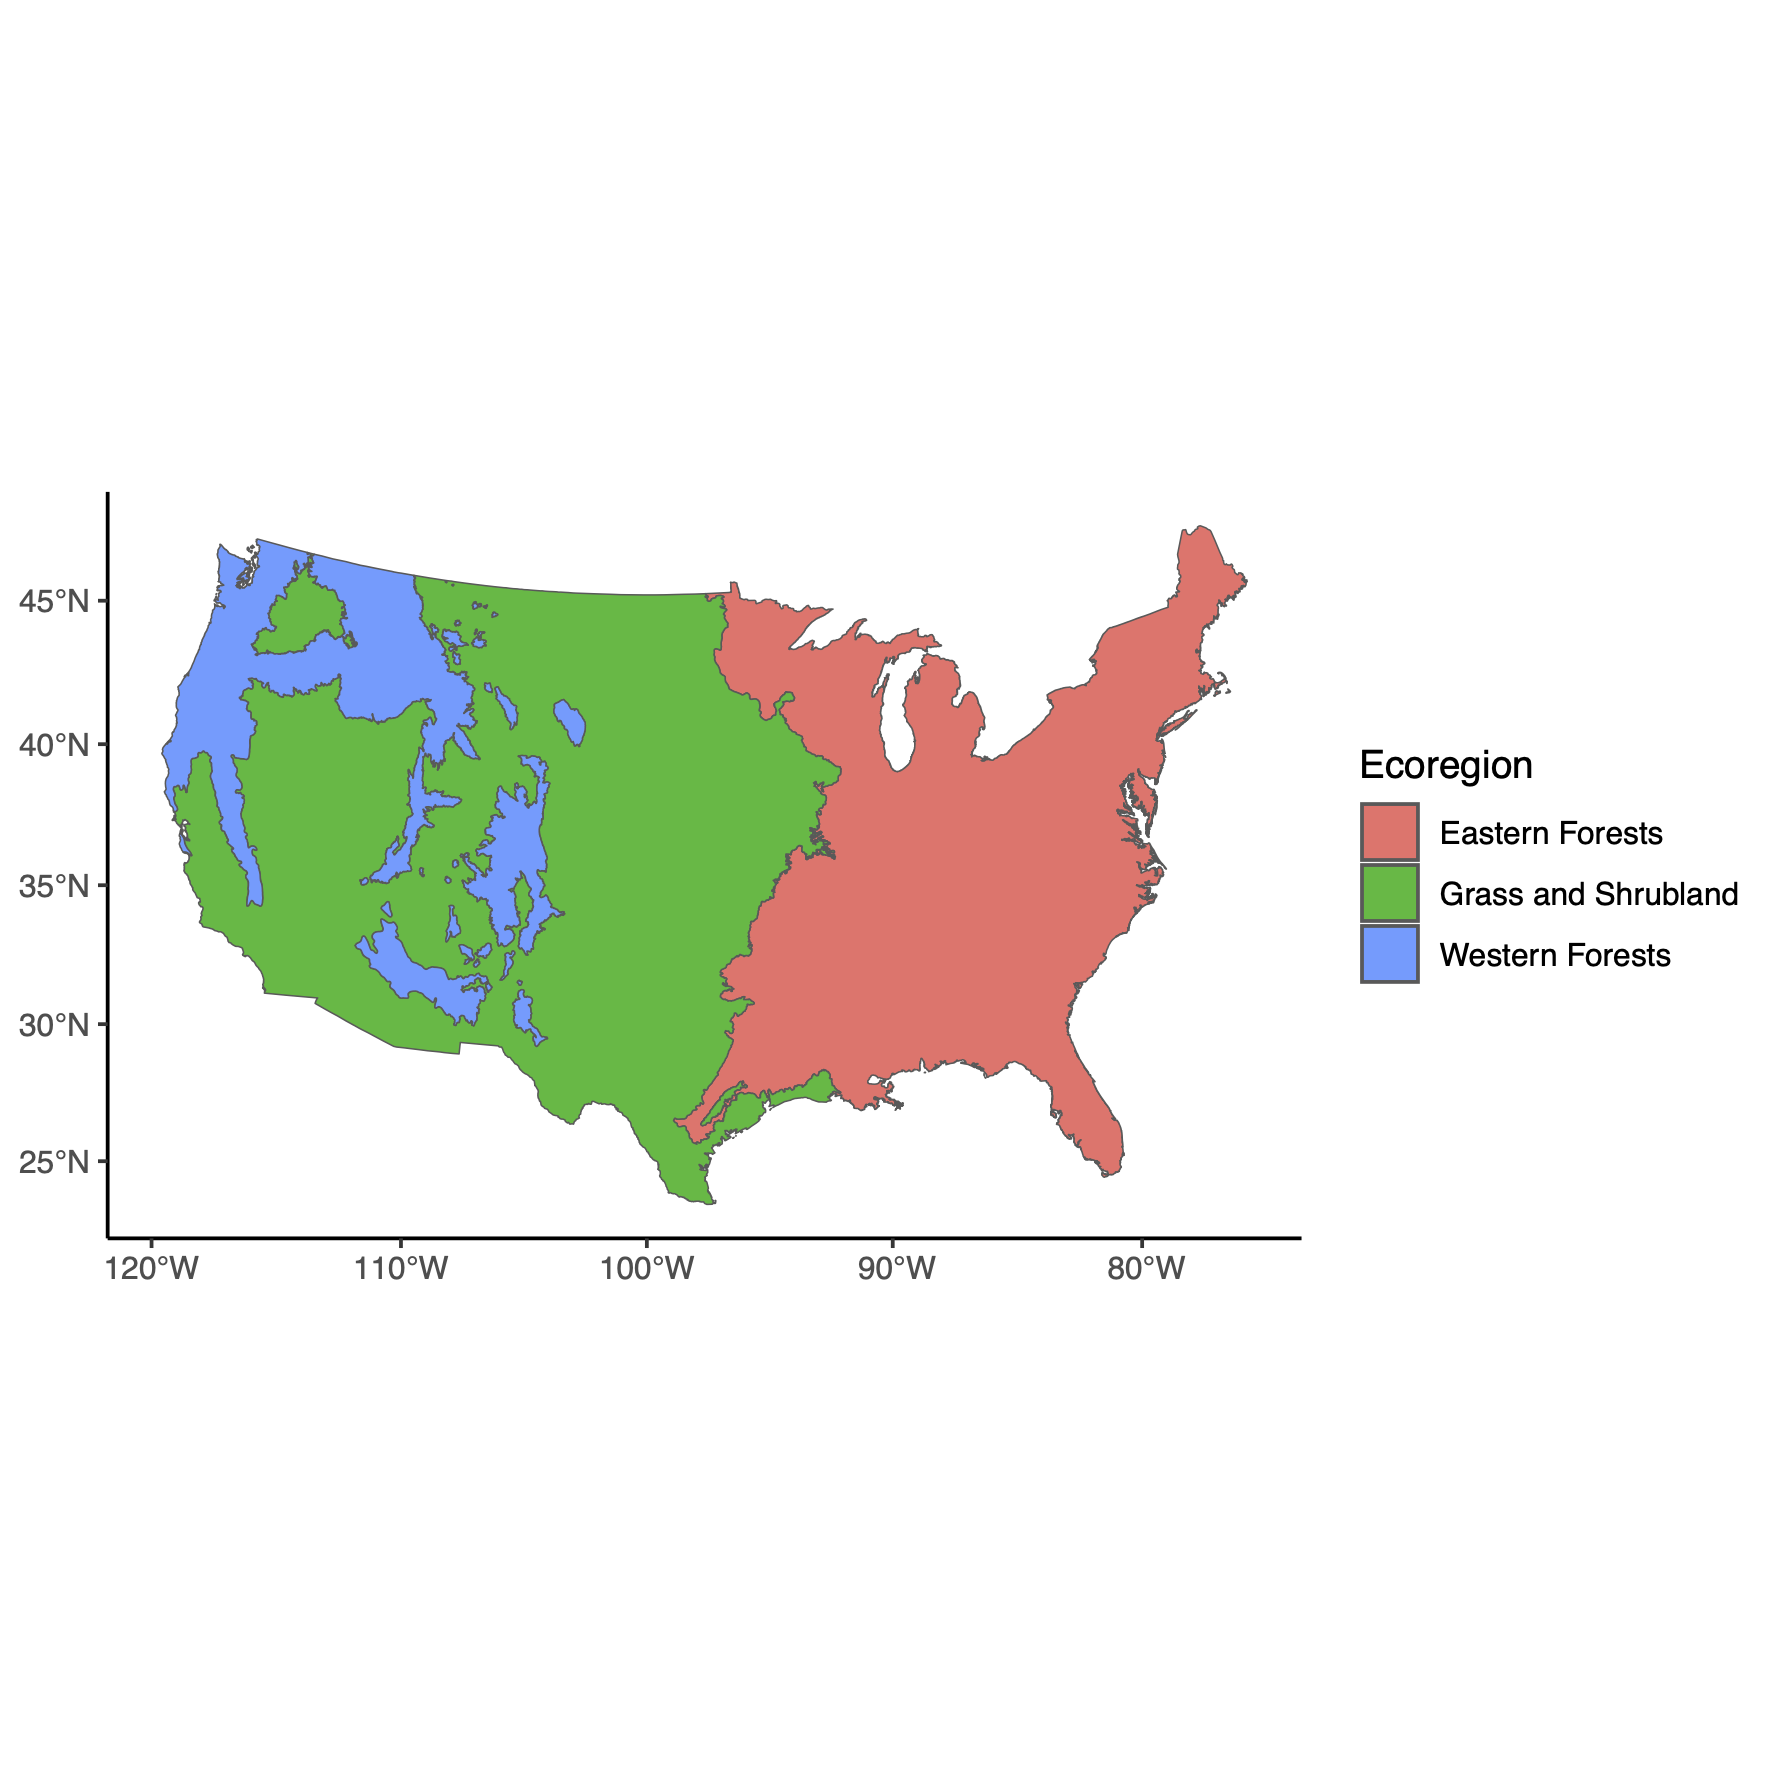 45°N
40°N
35°N
30°N
25°N
120°W 110°W 100°W 90°W 80°W
Ecoregion
Eastern Forests
Grass and Shrubland
Western Forests